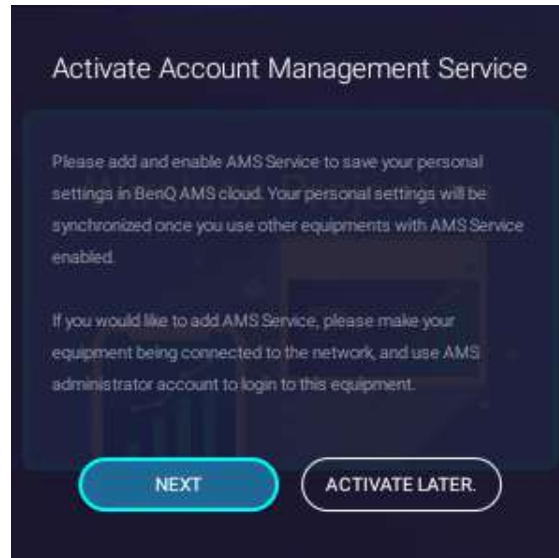 Activate Account Management Service
Please add and enable AMS Service to save your personal
settings in BenQ AMS cloud. Your personal settings will be
synchronized once you use other equipments with AMS Service
enabled.
If you would like to add AMS Service, please make your
equipment being connected to the network, and use AMS
administrator account to login to this equipment.
NEXT
ACTIVATE LATER.